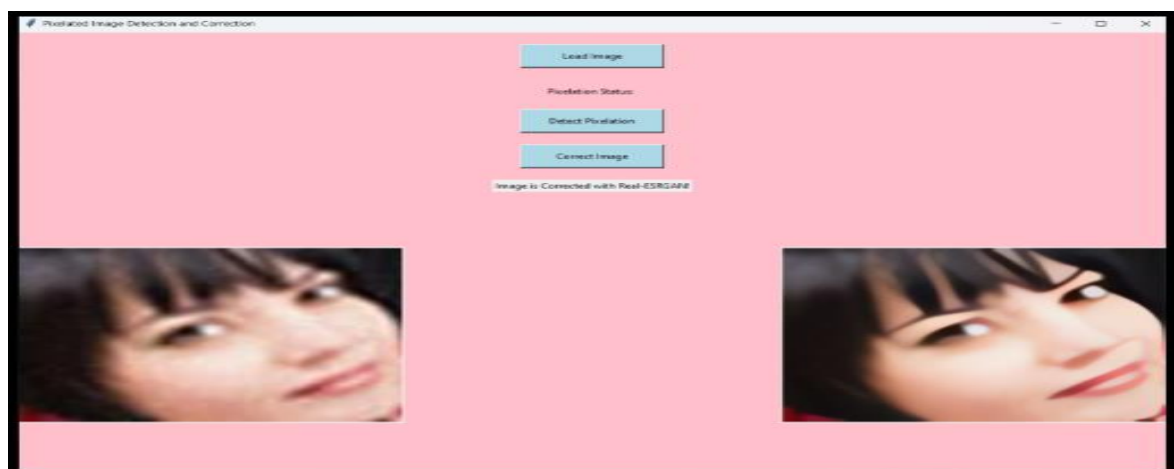 Pixelated Image Detection and Correction
Load Image
Pixelation Status:
Detect Pixelation
Correct Image
Image is Corrected with Real-ESRGAN!